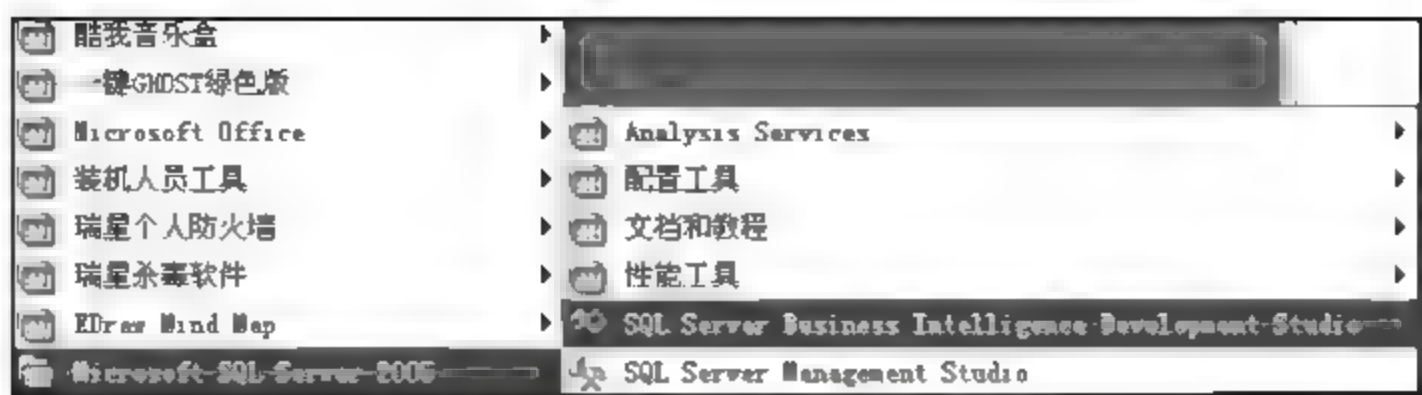 酷我音乐盒
一键GHOST绿色版
Microsoft Office
装机人员工具
瑞星个人防火墙
瑞星杀毒软件
EDraw Mind Map
Microsoft SQL Server 2005
Analysis Services
配置工具
文档和教程
性能工具
SQL Server Business Intelligence Development Studio
SQL Server Management Studio